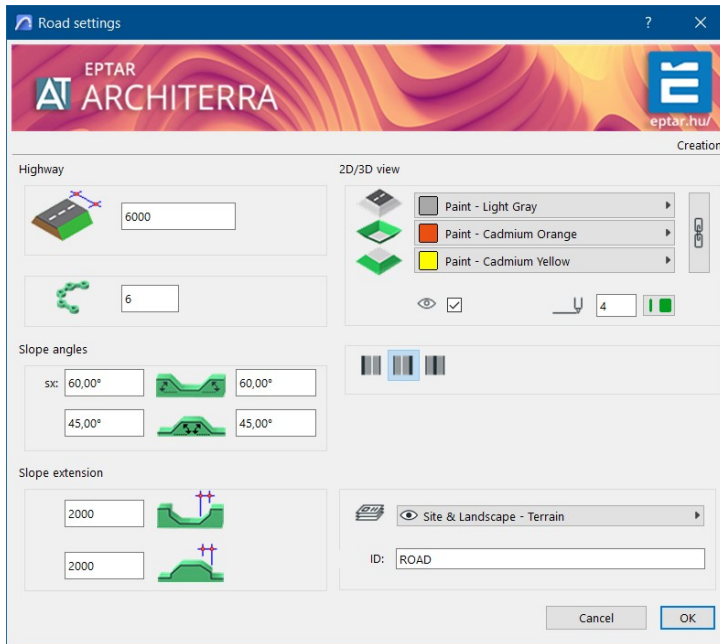 Road settings
?
EPTAR
AT ARCHITERRA
eptar.hu/
Creation
Highway
6000
6
Slope angles
sx: 60,00° 60,00°
45,00° 45,00°
Slope extension
2000
2000
2D/3D view
Paint - Light Gray
Paint - Cadmium Orange
Paint - Cadmium Yellow
4
Site & Landscape - Terrain
ID: ROAD
Cancel OK